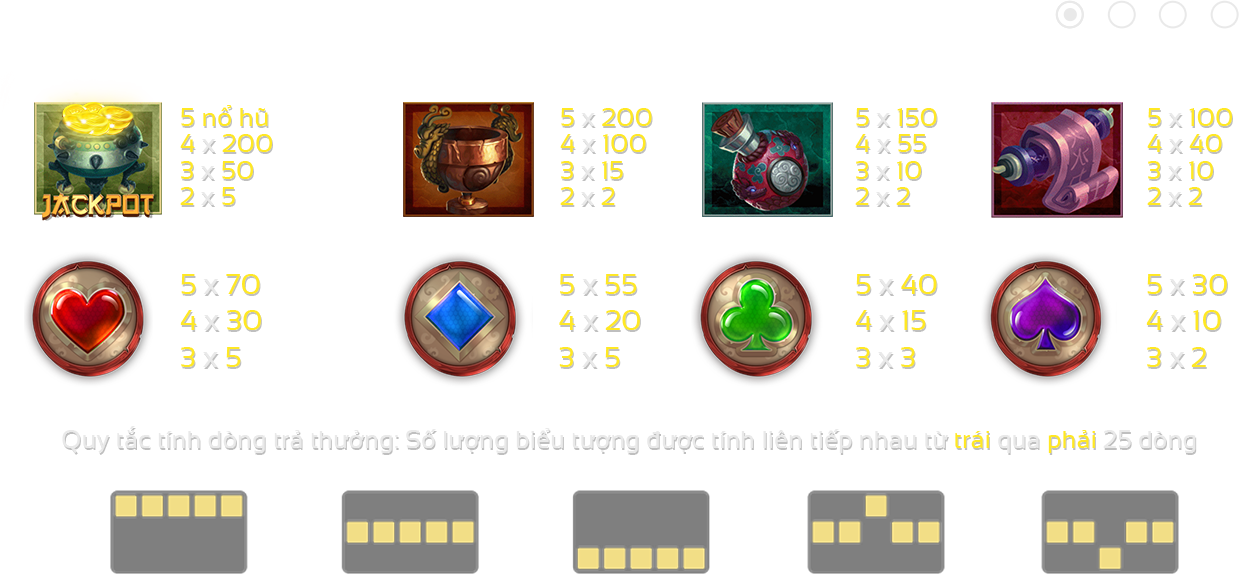 JACKPOT
5 nổ hũ
4 x 200
3 x 50
2 x 5
5 x 200
4 x 100
3 x 15
2 x 2
5 x 150
4 x 55
3 x 10
2 x 2
5 x 100
4 x 40
3 x 10
2 x 2
5 x 70
4 x 30
3 x 5
5 x 55
4 x 20
3 x 5
5 x 40
4 x 15
3 x 3
5 x 30
4 x 10
3 x 2
Quy tắc tính dòng trả thưởng: Số lượng biểu tượng được tính liên tiếp nhau từ trái qua phải 25 dòng